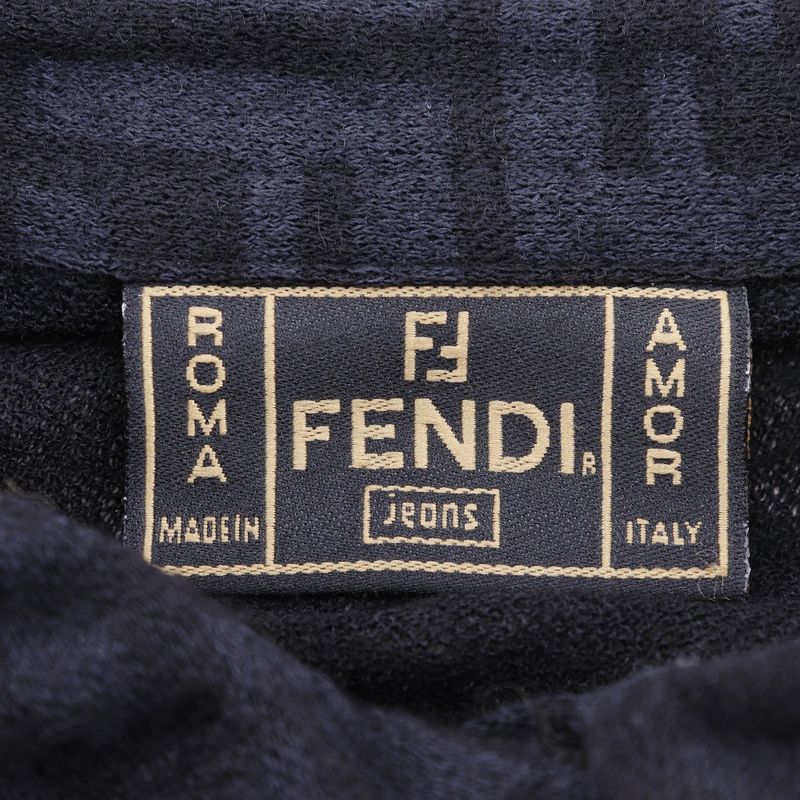 ROMA
MADE IN
FF
FENDI R
jeans
AMOR
ITALY